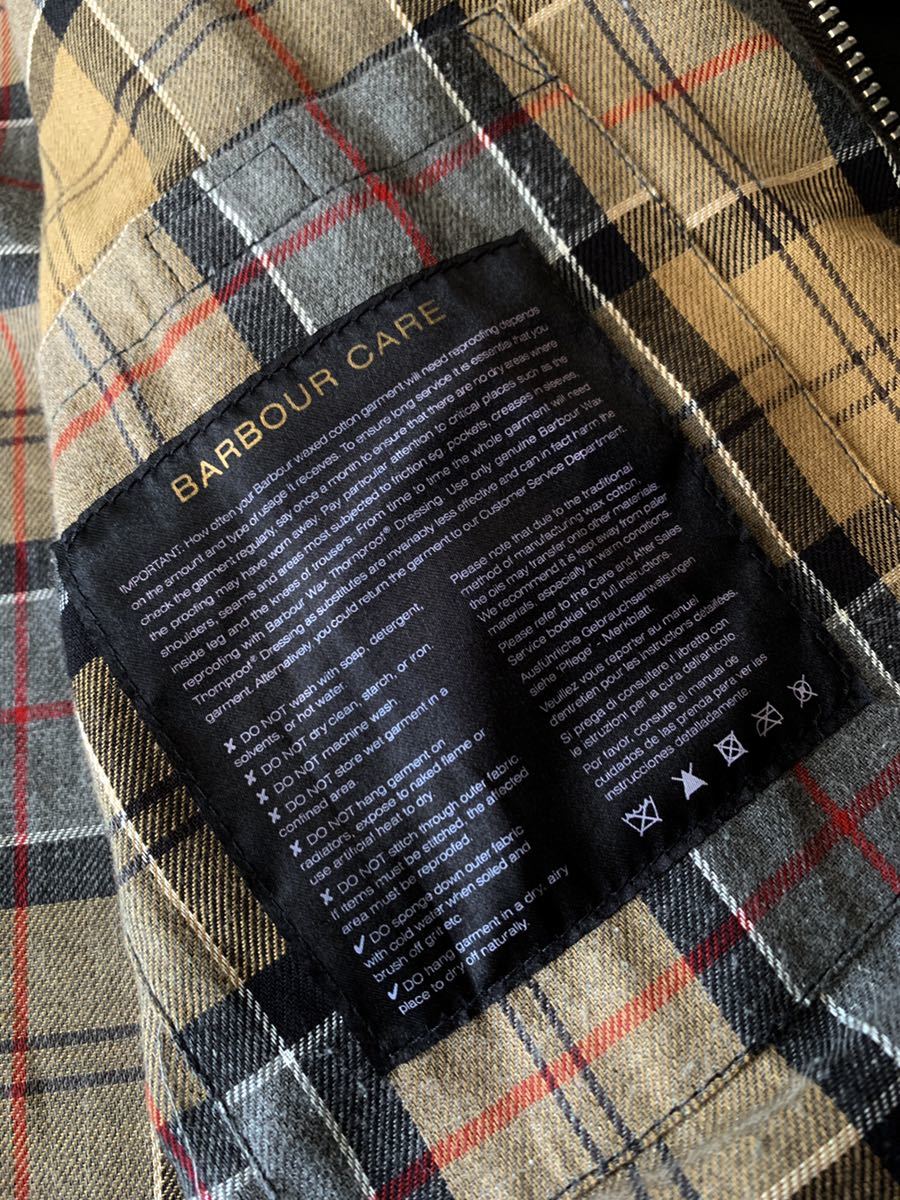 BARBOUR CARE
IMPORTANT: How often your Barbour waxed cotton garment will need reproofing depends
on the amount and type of usage it receives. To ensure long service it is essential that you
check the garment regularly say once a month to ensure that there are no dry areas where
the proofing may have worn away. Pay particular attention to critical places such as the
shoulders, seams and areas most subjected to friction eg. pockets, creases in sleeves,
inside leg and the knees of trousers. From time to time the whole garment will need
reproofing with Barbour Wax Thornproof® Dressing. Use only genuine Barbour Wax
Thornproof® Dressing as substitutes are invariably less effective and can in fact harm the
garment. Alternatively you could return the garment to our Customer Service Department.
✘ DO NOT wash with soap, detergent,
solvents, or hot water.
✘ DO NOT dry clean, starch, or iron.
✘ DO NOT machine wash
✘ DO NOT store wet garment in a
confined area
✘ DO NOT hang garment on
radiators, expose to naked flame or
use artificial heat to dry
✘ DO NOT stitch through outer fabric.
If items must be stitched, the affected
area must be reproofed.
✔ DO sponge down outer fabric
with cold water when soiled and
brush off grit etc
✔ DO hang garment in a dry, airy
place to dry off naturally.
Please note that due to the traditional
method of manufacturing wax cotton,
the oils may transfer onto other materials
materials, especially in warm conditions.
We recommend it is kept away from paler
Please refer to the Care and After Sales
Service booklet for full instructions.
Ausführliche Gebrauchsanweisungen
siehe "Pflege" - Merkblatt.
Veuillez vous reporter au manuel
d'entretien pour les instructions détaillées.
Si prega di consultare il libretto con
le istruzioni per la cura dell'articolo.
Por favor, consulte el manual de
cuidados de las prenda para ver las
instrucciones detalladamente.